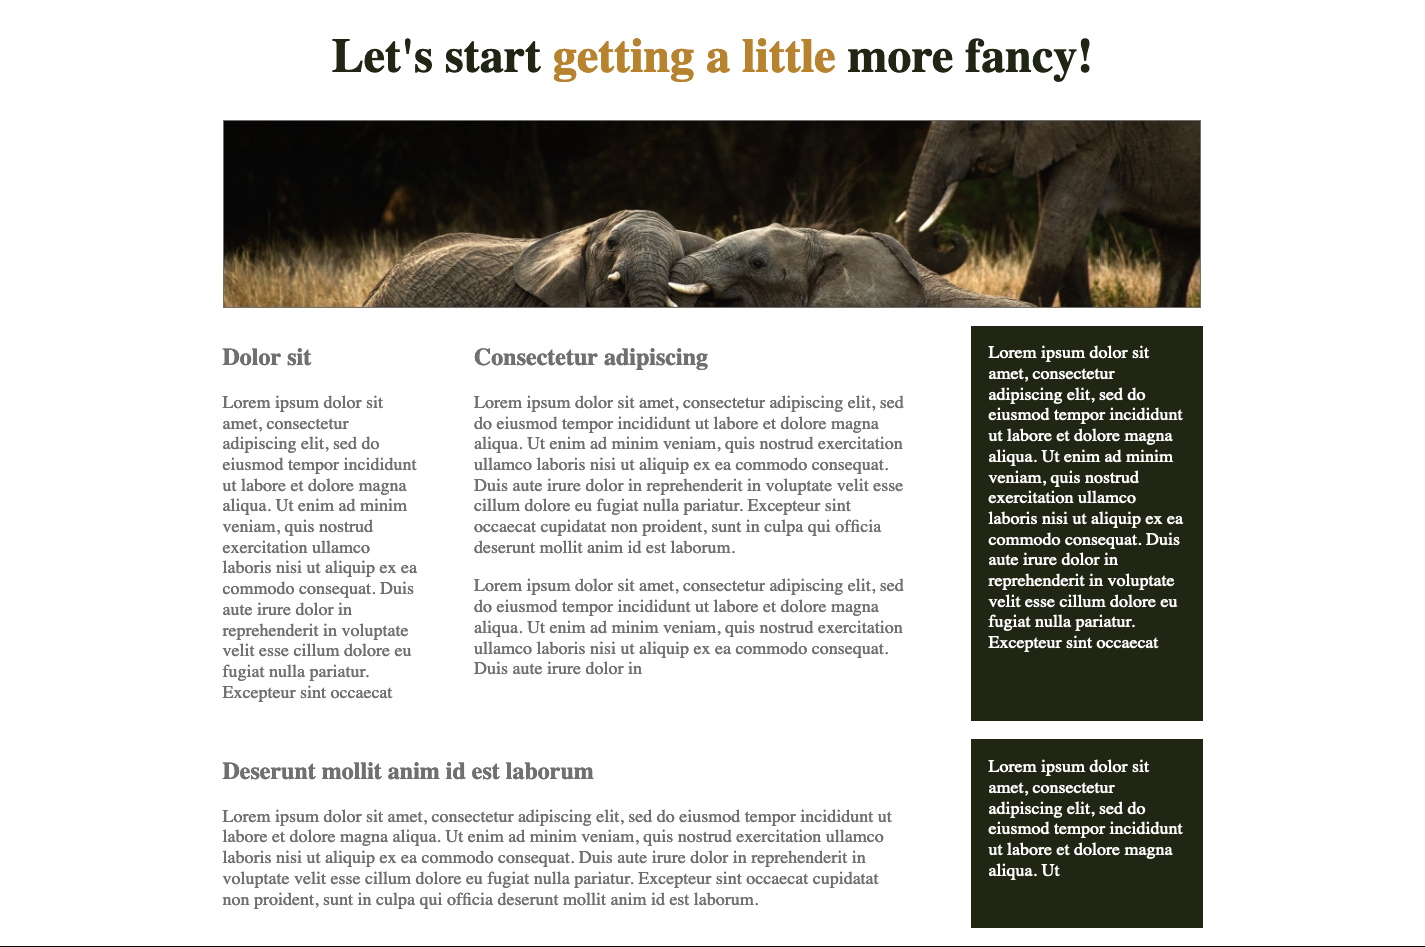 Let's start getting a little more fancy!
Dolor sit
Lorem ipsum dolor sit
amet, consectetur
adipiscing elit, sed do
eiusmod tempor incididunt
ut labore et dolore magna
aliqua. Ut enim ad minim
veniam, quis nostrud
exercitation ullamco
laboris nisi ut aliquip ex ea
commodo consequat. Duis
aute irure dolor in
reprehenderit in voluptate
velit esse cillum dolore eu
fugiat nulla pariatur.
Excepteur sint occaecat
Consectetur adipiscing
Lorem ipsum dolor sit amet, consectetur adipiscing elit, sed
do eiusmod tempor incididunt ut labore et dolore magna
aliqua. Ut enim ad minim veniam, quis nostrud exercitation
ullamco laboris nisi ut aliquip ex ea commodo consequat.
Duis aute irure dolor in reprehenderit in voluptate velit esse
cillum dolore eu fugiat nulla pariatur. Excepteur sint
occaecat cupidatat non proident, sunt in culpa qui officia
deserunt mollit anim id est laborum.
Lorem ipsum dolor sit amet, consectetur adipiscing elit, sed
do eiusmod tempor incididunt ut labore et dolore magna
aliqua. Ut enim ad minim veniam, quis nostrud exercitation
ullamco laboris nisi ut aliquip ex ea commodo consequat.
Duis aute irure dolor in
Lorem ipsum dolor sit
amet, consectetur
adipiscing elit, sed do
eiusmod tempor incididunt
ut labore et dolore magna
aliqua. Ut enim ad minim
veniam, quis nostrud
exercitation ullamco
laboris nisi ut aliquip ex ea
commodo consequat. Duis
aute irure dolor in
reprehenderit in voluptate
velit esse cillum dolore eu
fugiat nulla pariatur.
Excepteur sint occaecat
Deserunt mollit anim id est laborum
Lorem ipsum dolor sit amet, consectetur adipiscing elit, sed do eiusmod tempor incididunt ut
labore et dolore magna aliqua. Ut enim ad minim veniam, quis nostrud exercitation ullamco
laboris nisi ut aliquip ex ea commodo consequat. Duis aute irure dolor in reprehenderit in
voluptate velit esse cillum dolore eu fugiat nulla pariatur. Excepteur sint occaecat cupidatat
non proident, sunt in culpa qui officia deserunt mollit anim id est laborum.
Lorem ipsum dolor sit
amet, consectetur
adipiscing elit, sed do
eiusmod tempor incididunt
ut labore et dolore magna
aliqua. Ut